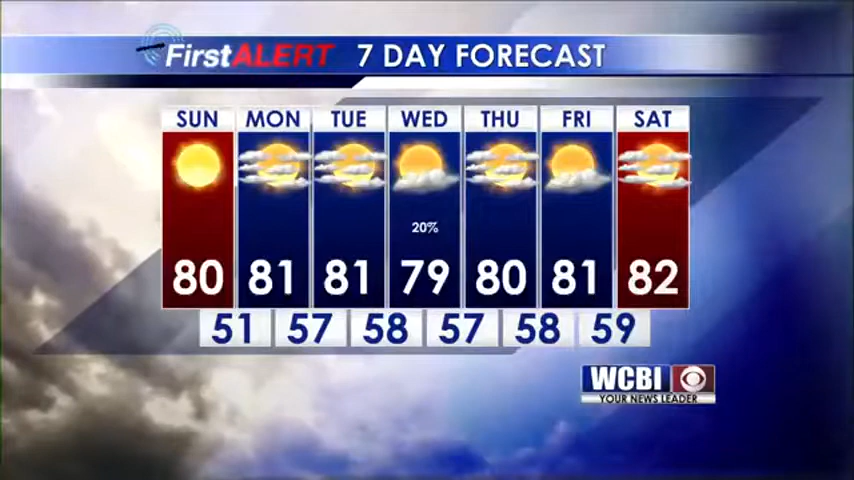 FirstALERT 7 DAY FORECAST
SUN MON TUE WED THU FRI SAT
20%
80 81 81 79 80 81 82
51 57 58 57 58 59
WCBI
YOUR NEWS LEADER